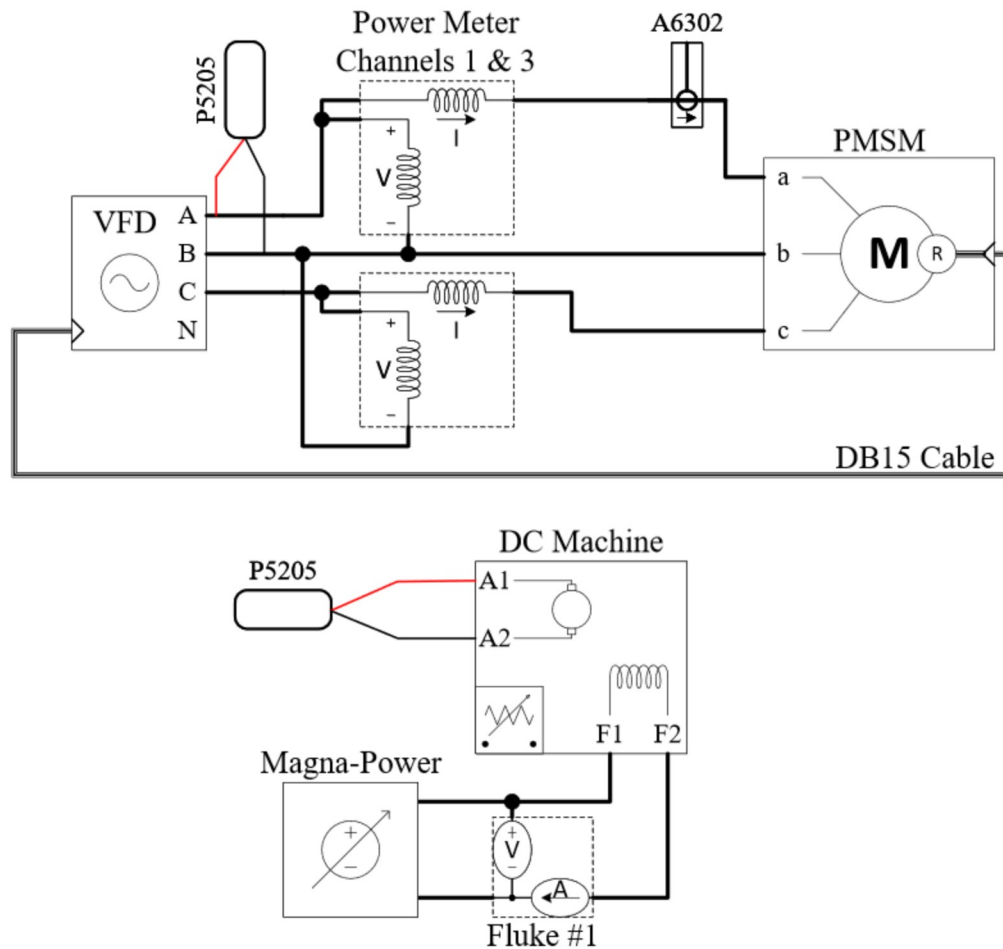 Power Meter
Channels 1 & 3
A6302
P5205
I
+
V
−
PMSM
VFD
A
B
C
N
a
b
c
M
R
I
+
V
−
DB15 Cable
DC Machine
P5205
A1
A2
F1 F2
Magna-Power
+
−
+
V
−
A
Fluke #1